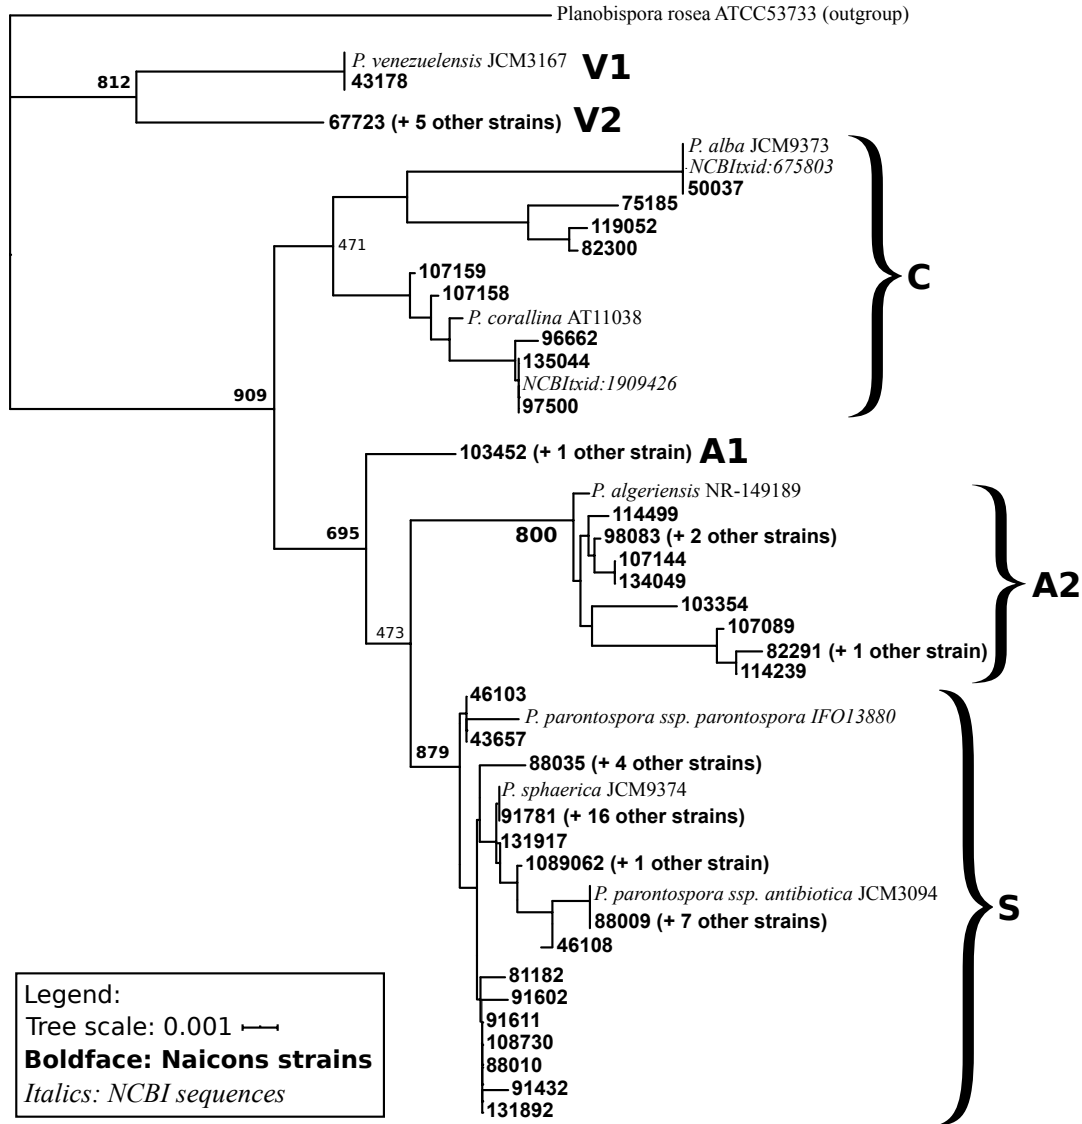 Planobispora rosea ATCC53733 (outgroup)
P. venezuelensis JCM3167
V1
812
43178
67723 (+ 5 other strains)
V2
P. alba JCM9373
NCBItxid:675803
50037
75185
119052
471
82300
107159
C
107158
P. corallina AT11038
96662
135044
NCBItxid:1909426
909
97500
103452 (+ 1 other strain)
A1
P. algeriensis NR-149189
114499
695
800
98083 (+ 2 other strains)
107144
134049
A2
103354
473
107089
82291 (+ 1 other strain)
114239
46103
P. parontospora ssp. parontospora IFO13880
43657
879
88035 (+ 4 other strains)
P. sphaerica JCM9374
91781 (+ 16 other strains)
131917
1089062 (+ 1 other strain)
P. parontospora ssp. antibiotica JCM3094
S
88009 (+ 7 other strains)
46108
81182
91602
91611
108730
88010
91432
131892
Legend:
Tree scale: 0.001
Boldface: Naicons strains
Italics: NCBI sequences